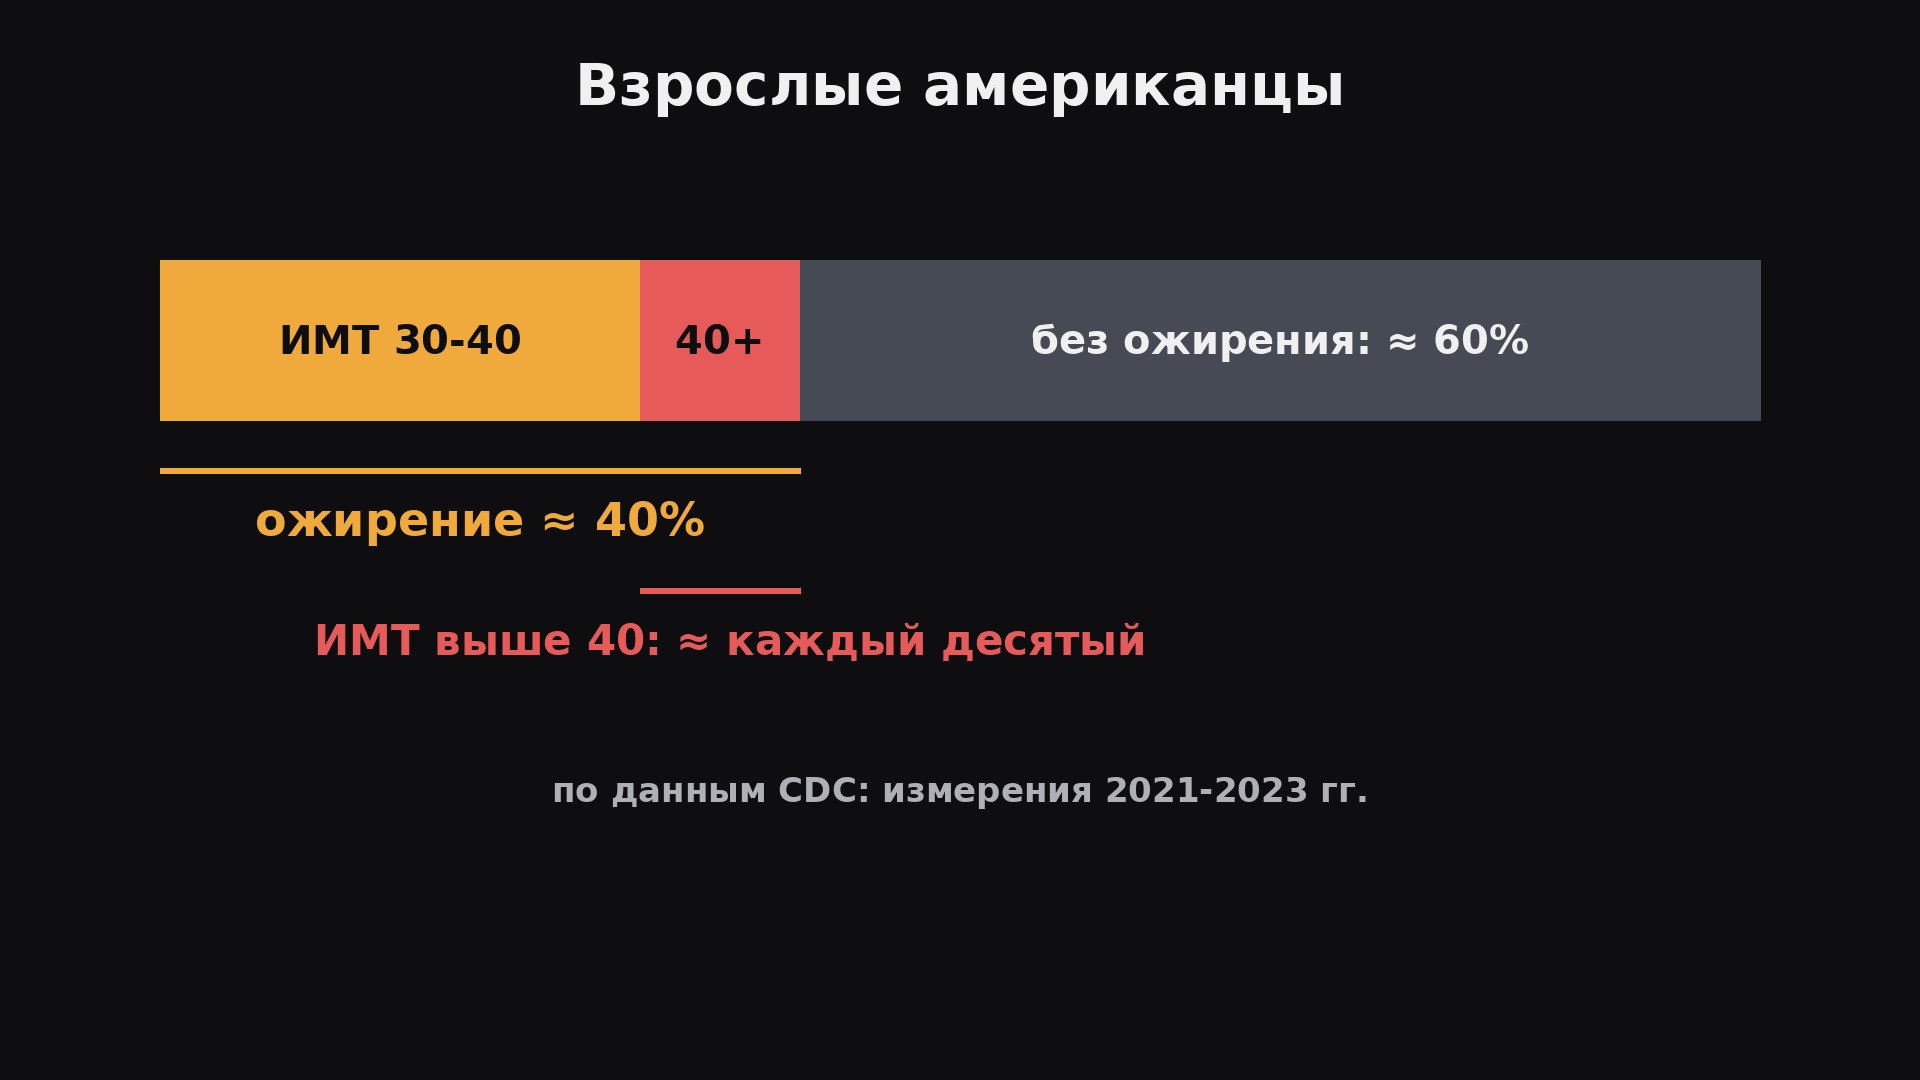 Взрослые американцы
ИМТ 30-40
40+
без ожирения: ≈ 60%
ожирение ≈ 40%
ИМТ выше 40: ≈ каждый десятый
по данным CDC: измерения 2021-2023 гг.